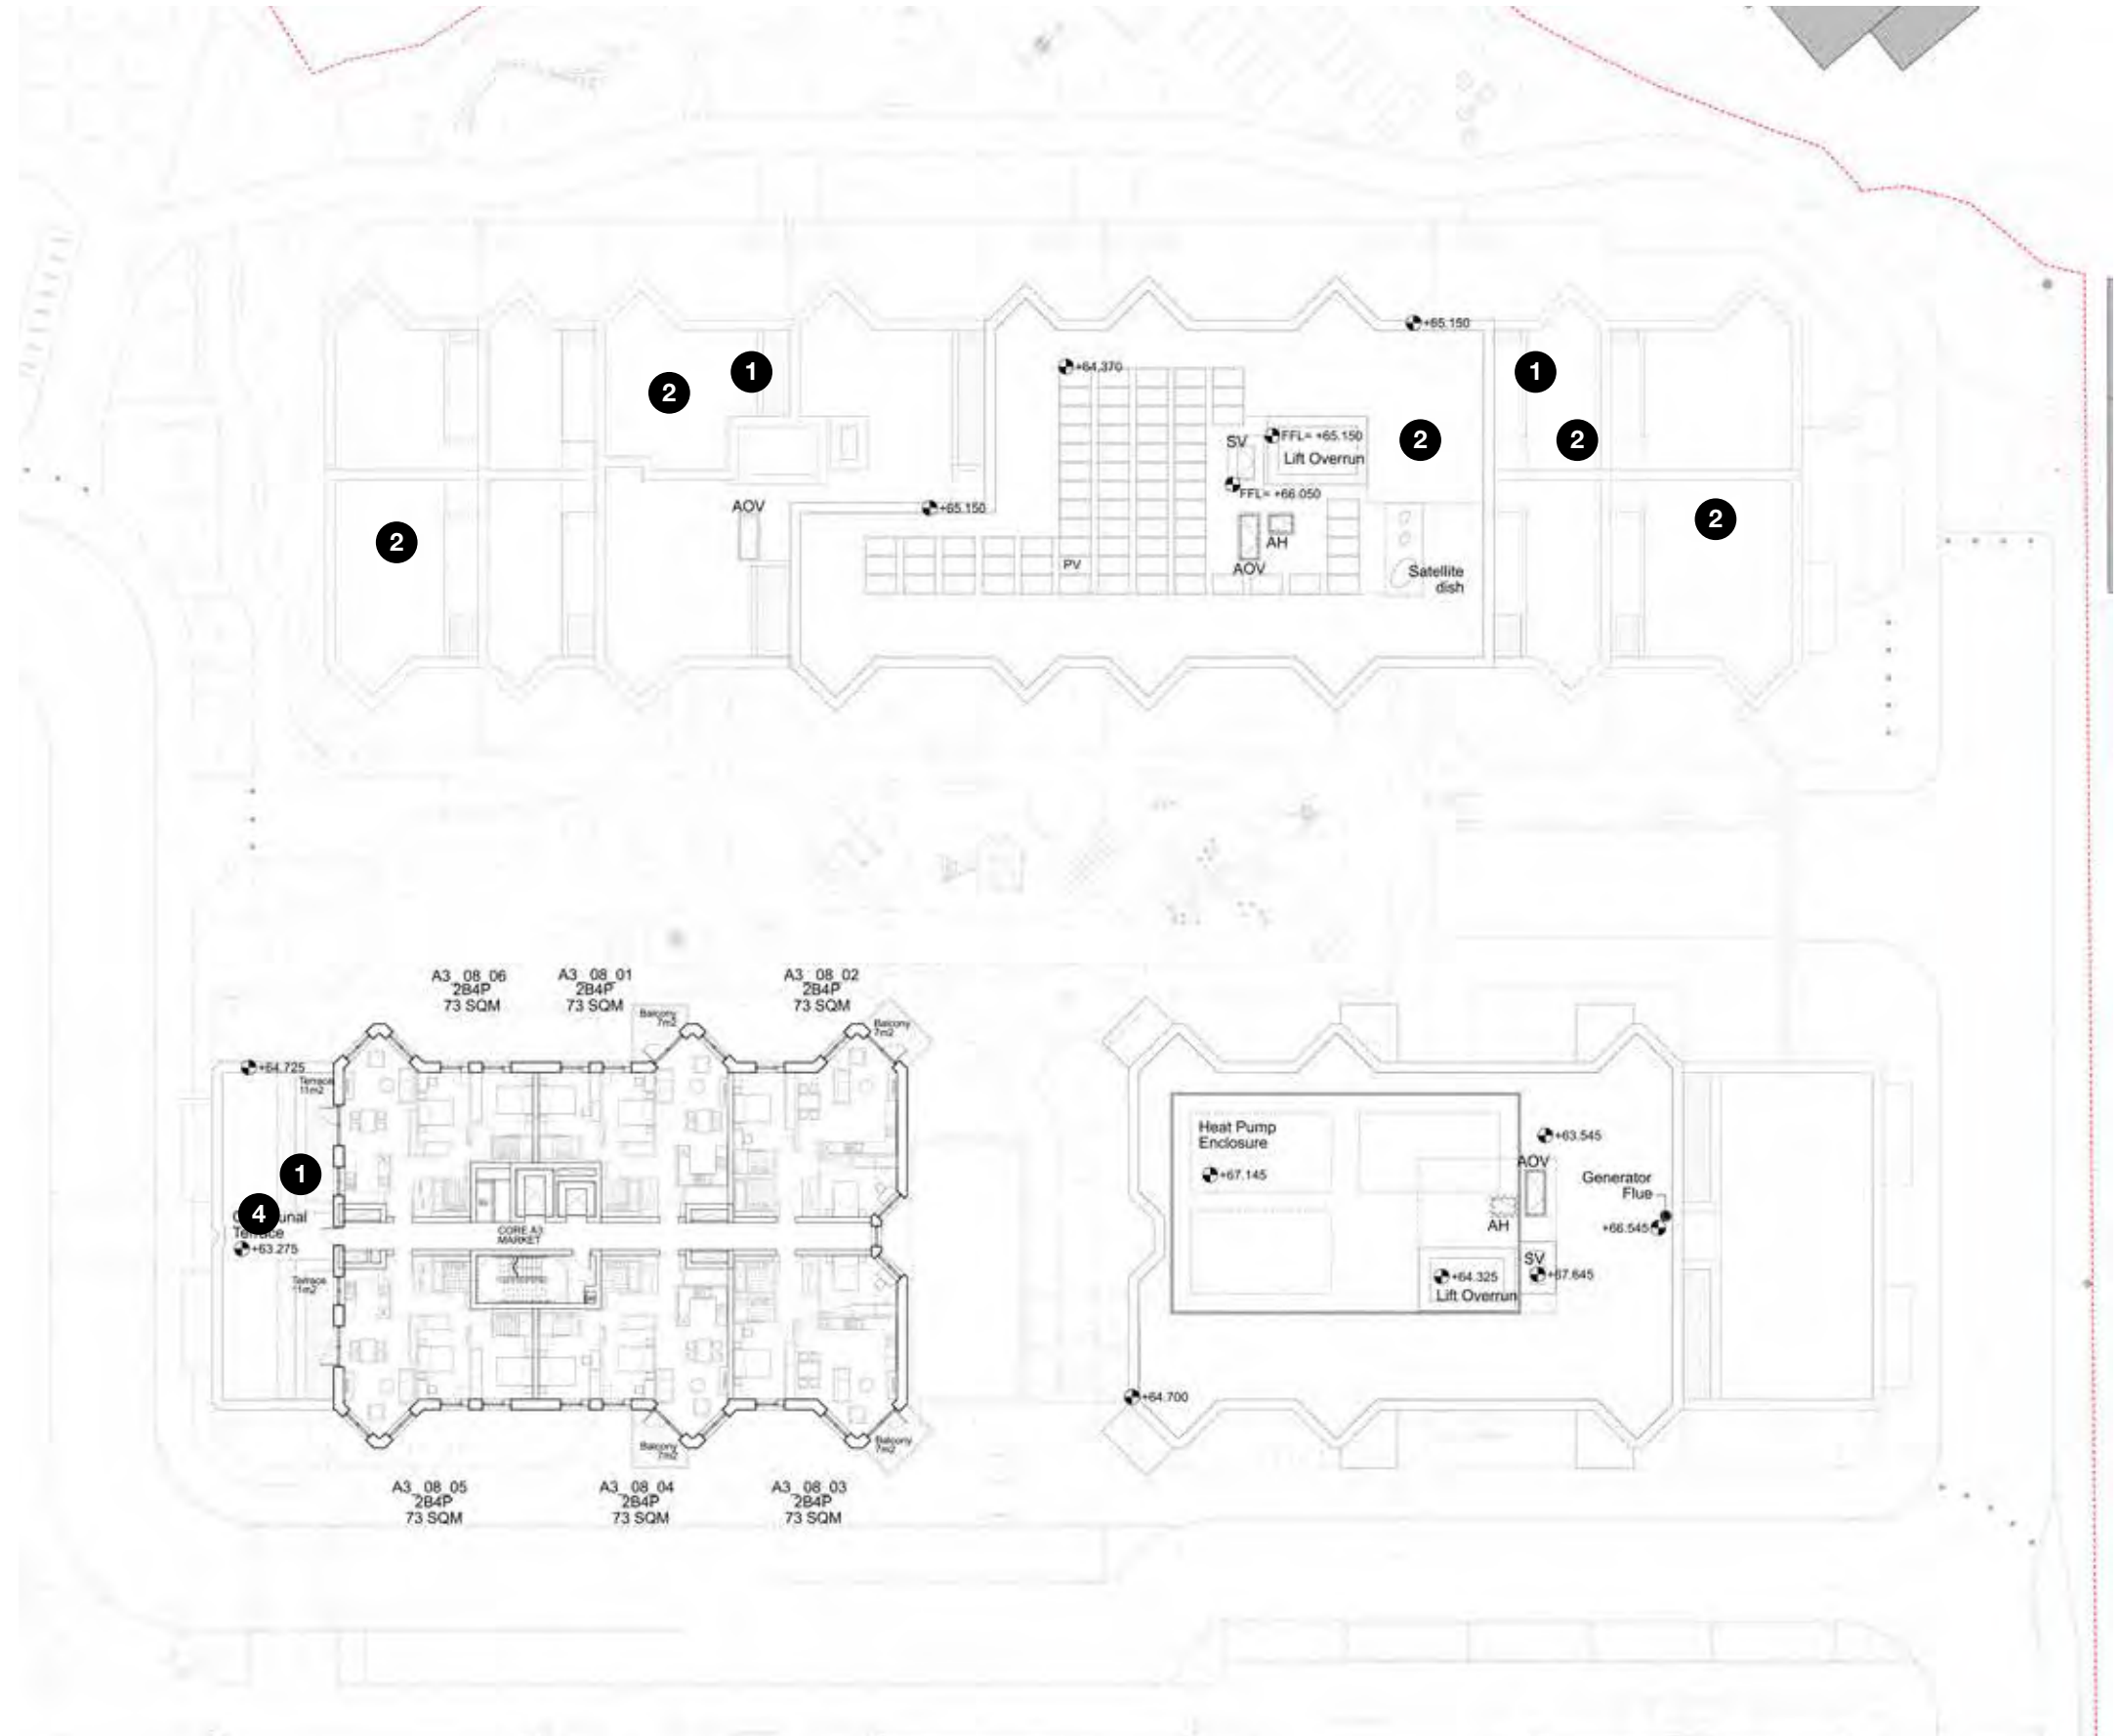 +65.150
1
1
+64.370
2
2
2
SV
FFL= +65.150
Lift Overrun
FFL= +66.050
AOV
+65.150
2
2
AH
AOV
PV
Satellite
dish
A3_08_06
2B4P
73 SQM
A3_08_01
2B4P
73 SQM
A3_08_02
2B4P
73 SQM
Balcony
7m2
Balcony
7m2
+64.725
Terrace
11m2
1
4
Terrace
+63.275
CORE A3
MARKET
Terrace
11m2
Balcony
7m2
Balcony
7m2
A3_08_05
2B4P
73 SQM
A3_08_04
2B4P
73 SQM
A3_08_03
2B4P
73 SQM
Heat Pump
Enclosure
+67.145
+63.545
AOV
Generator
Flue
+66.545
AH
SV
+67.645
+64.325
Lift Overrun
+64.700